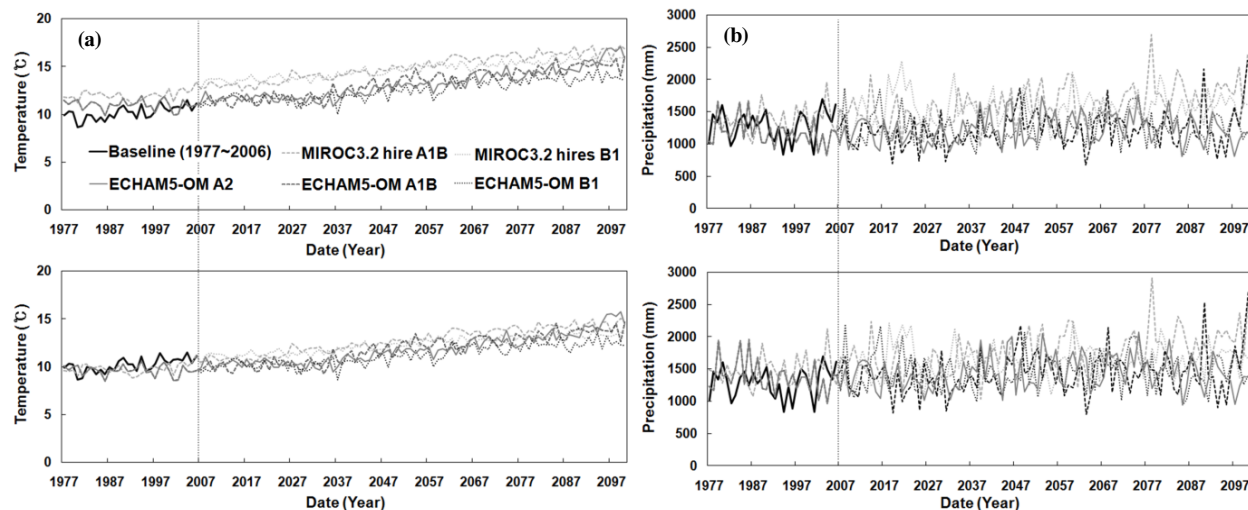 (a)
Temperature (℃)
20
15
10
5
0
Baseline (1977~2006) MIROC3.2 hire A1B MIROC3.2 hires B1
ECHAM5-OM A2 ECHAM5-OM A1B ECHAM5-OM B1
1977 1987 1997 2007 2017 2027 2037 2047 2057 2067 2077 2087 2097
Date (Year)
(b)
Precipitation (mm)
3000
2500
2000
1500
1000
500
0
1977 1987 1997 2007 2017 2027 2037 2047 2057 2067 2077 2087 2097
Date (Year)
Temperature (℃)
20
15
10
5
0
1977 1987 1997 2007 2017 2027 2037 2047 2057 2067 2077 2087 2097
Date (Year)
Precipitation (mm)
3000
2500
2000
1500
1000
500
0
1977 1987 1997 2007 2017 2027 2037 2047 2057 2067 2077 2087 2097
Date (Year)